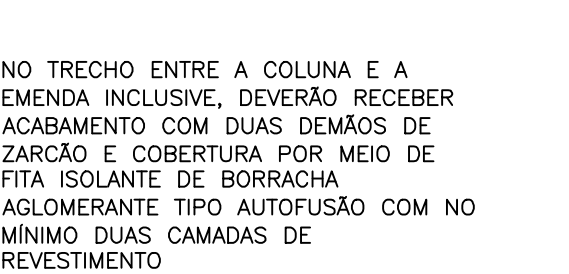 NO TRECHO ENTRE A COLUNA E A
EMENDA INCLUSIVE, DEVERÃO RECEBER
ACABAMENTO COM DUAS DEMÃOS DE
ZARCÃO E COBERTURA POR MEIO DE
FITA ISOLANTE DE BORRACHA
AGLOMERANTE TIPO AUTOFUSÃO COM NO
MÍNIMO DUAS CAMADAS DE
REVESTIMENTO